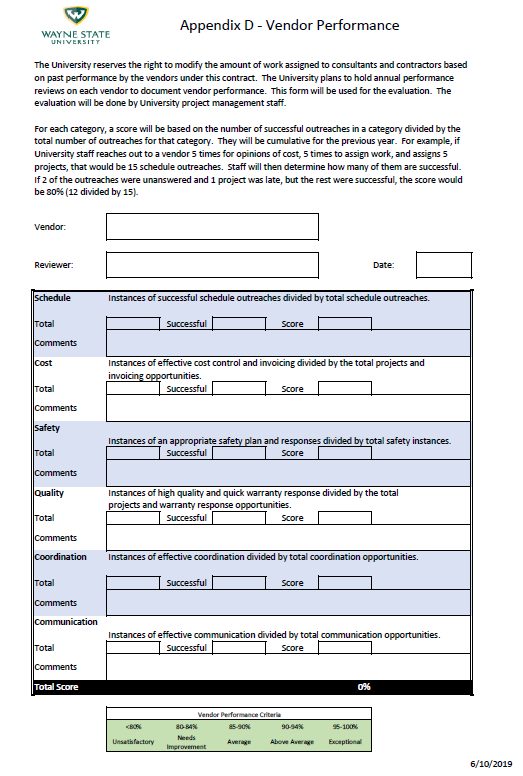 WAYNE STATE
UNIVERSITY
Appendix D - Vendor Performance
The University reserves the right to modify the amount of work assigned to consultants and contractors based
on past performance by the vendors under this contract. The University plans to hold annual performance
reviews on each vendor to document vendor performance. This form will be used for the evaluation. The
evaluation will be done by University project management staff.
For each category, a score will be based on the number of successful outreaches in a category divided by the
total number of outreaches for that category. They will be cumulative for the previous year. For example, if
University staff reaches out to a vendor 5 times for opinions of cost, 5 times to assign work, and assigns 5
projects, that would be 15 schedule outreaches. Staff will then determine how many of them are successful.
If 2 of the outreaches were unanswered and 1 project was late, but the rest were successful, the score would
be 80% (12 divided by 15).
Vendor:
Reviewer: Date:
Schedule Instances of successful schedule outreaches divided by total schedule outreaches.
Total Successful Score
Comments
Cost Instances of effective cost control and invoicing divided by the total projects and
invoicing opportunities.
Total Successful Score
Comments
Safety
Instances of an appropriate safety plan and responses divided by total safety instances.
Total Successful Score
Comments
Quality Instances of high quality and quick warranty response divided by the total
projects and warranty response opportunities.
Total Successful Score
Comments
Coordination Instances of effective coordination divided by total coordination opportunities.
Total Successful Score
Comments
Communication
Instances of effective communication divided by total communication opportunities.
Total Successful Score
Comments
Total Score 0%
Vendor Performance Criteria
<80% 80-84% 85-90% 90-94% 95-100%
Unsatisfactory Needs Improvement Average Above Average Exceptional
6/10/2019